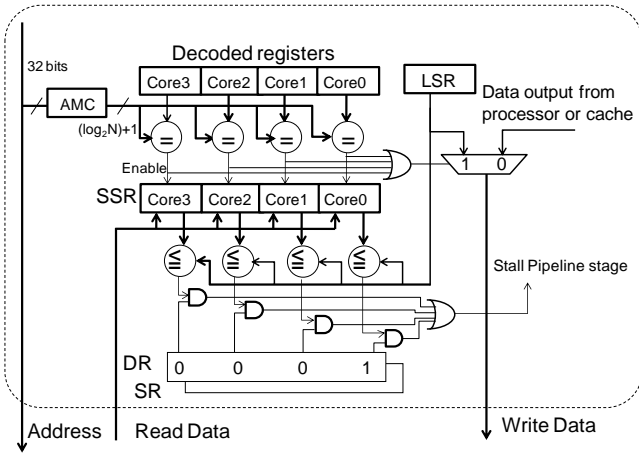 Decoded registers
32 bits
Core3 Core2 Core1 Core0
LSR
AMC
Data output from
processor or cache
(log2N)+1
= = = =
1 0
Enable
SSR Core3 Core2 Core1 Core0
≦ ≦ ≦ ≦
Stall Pipeline stage
DR 0 0 0 1
SR
Address Read Data Write Data